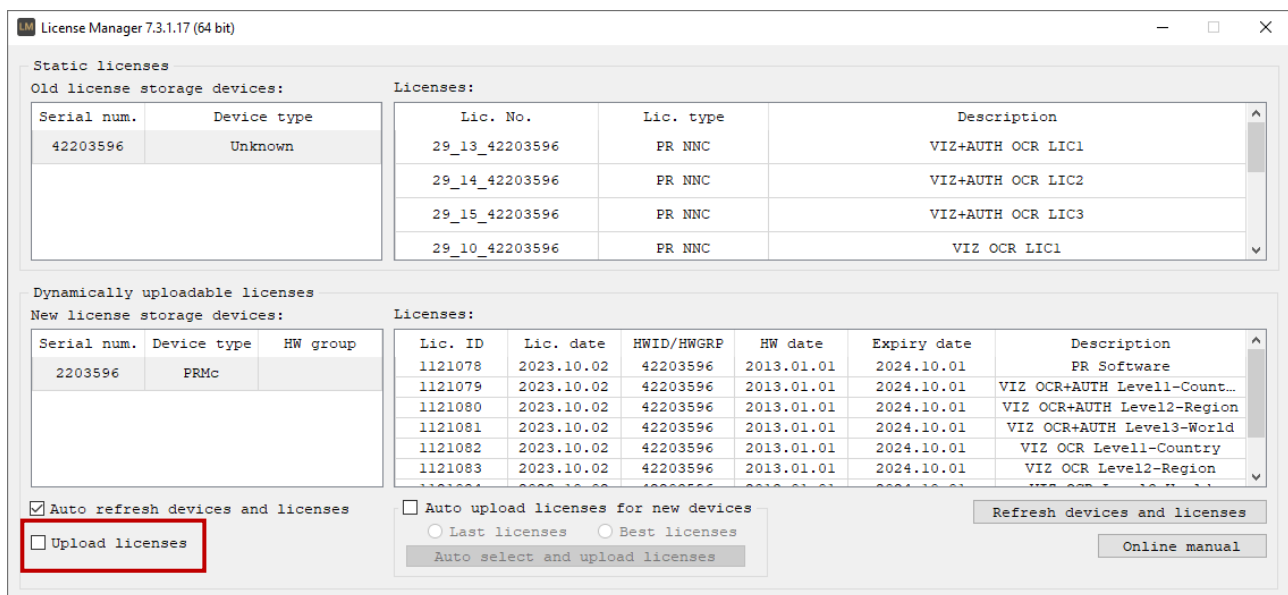 LM License Manager 7.3.1.17 (64 bit)
Static licenses
Old license storage devices:
Serial num. Device type
42203596 Unknown
Licenses:
Lic. No. Lic. type Description
29_13_42203596 PR NNC VIZ+AUTH OCR LIC1
29_14_42203596 PR NNC VIZ+AUTH OCR LIC2
29_15_42203596 PR NNC VIZ+AUTH OCR LIC3
29_10_42203596 PR NNC VIZ OCR LIC1
Dynamically uploadable licenses
New license storage devices:
Serial num. Device type HW group
2203596 PRMc
Licenses:
Lic. ID Lic. date HWID/HWGRP HW date Expiry date Description
1121078 2023.10.02 42203596 2013.01.01 2024.10.01 PR Software
1121079 2023.10.02 42203596 2013.01.01 2024.10.01 VIZ OCR+AUTH Level1-Count...
1121080 2023.10.02 42203596 2013.01.01 2024.10.01 VIZ OCR+AUTH Level2-Region
1121081 2023.10.02 42203596 2013.01.01 2024.10.01 VIZ OCR+AUTH Level3-World
1121082 2023.10.02 42203596 2013.01.01 2024.10.01 VIZ OCR Level1-Country
1121083 2023.10.02 42203596 2013.01.01 2024.10.01 VIZ OCR Level2-Region
Auto refresh devices and licenses
Upload licenses
Auto upload licenses for new devices
Last licenses Best licenses
Auto select and upload licenses
Refresh devices and licenses
Online manual